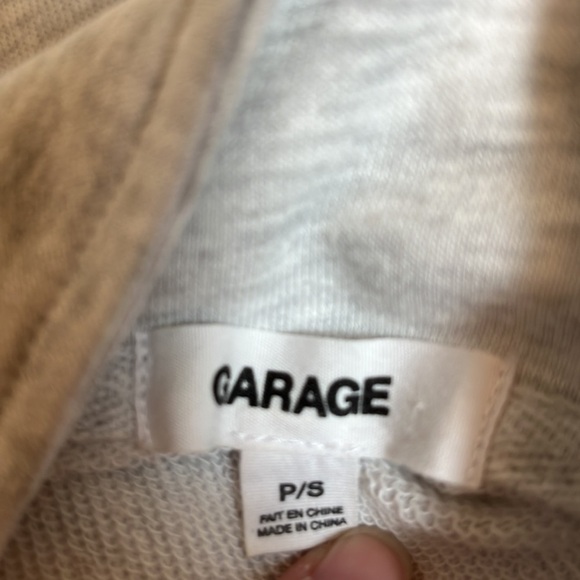 GARAGE
P/S
FAIT EN CHINE
MADE IN CHINA